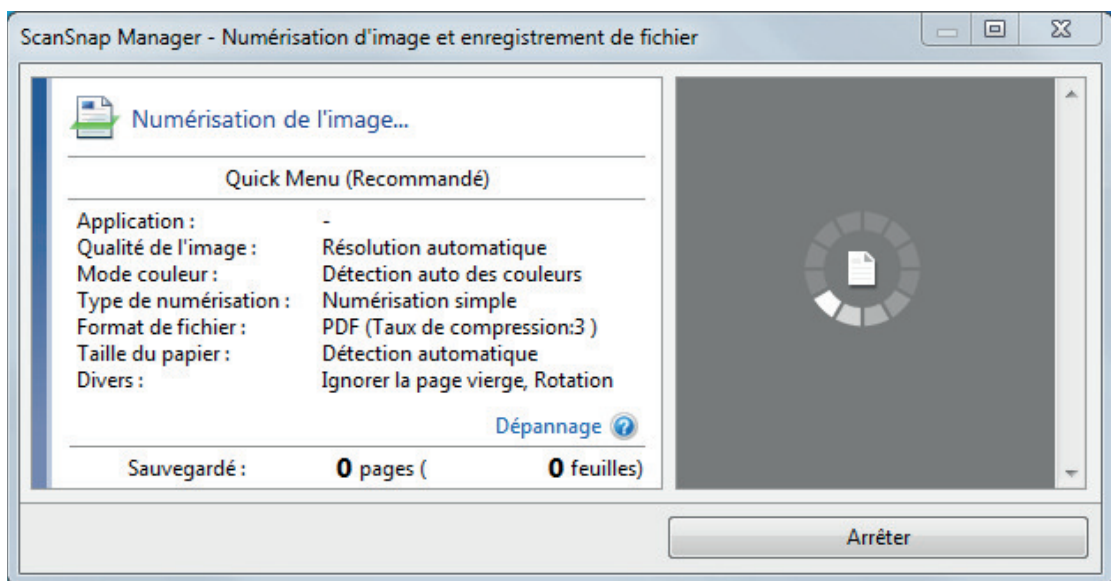 ScanSnap Manager - Numérisation d'image et enregistrement de fichier
Numérisation de l'image...
Quick Menu (Recommandé)
Application : -
Qualité de l'image : Résolution automatique
Mode couleur : Détection auto des couleurs
Type de numérisation : Numérisation simple
Format de fichier : PDF (Taux de compression:3 )
Taille du papier : Détection automatique
Divers : Ignorer la page vierge, Rotation
Dépannage ?
Sauvegardé : 0 pages ( 0 feuilles)
Arrêter